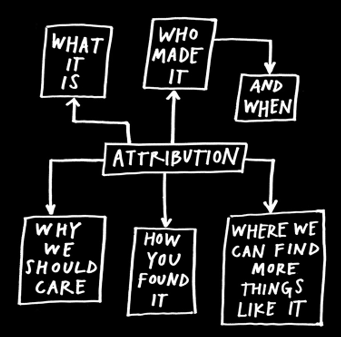 WHAT
IT
IS
WHO
MADE
IT
AND
WHEN
ATTRIBUTION
WHY
WE
SHOULD
CARE
HOW
YOU
FOUND
IT
WHERE WE
CAN FIND
MORE
THINGS
LIKE IT